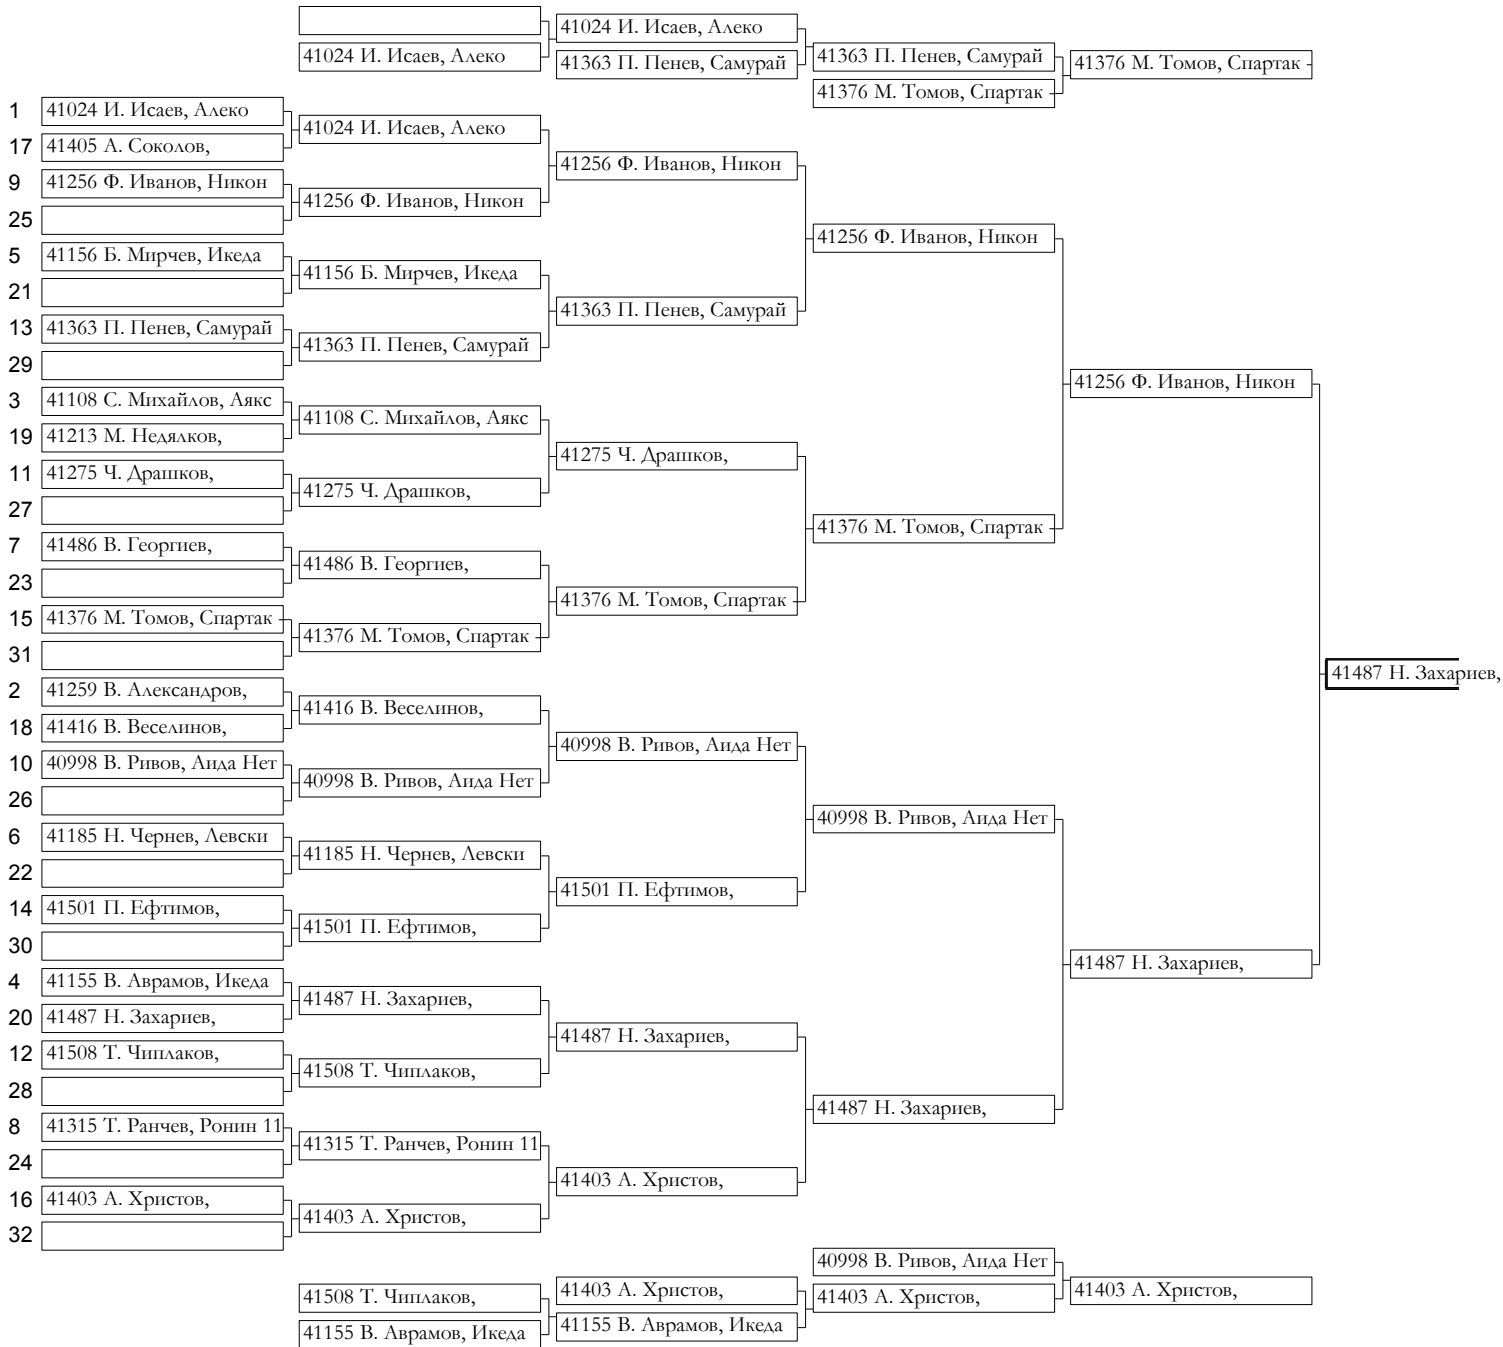 41024 И. Исаев, Алеко
41024 И. Исаев, Алеко
41363 П. Пенев, Самурай
41363 П. Пенев, Самурай
41376 М. Томов, Спартак
41024 И. Исаев, Алеко
41376 М. Томов, Спартак
1 41024 И. Исаев, Алеко
17 41405 А. Соколов,
9 41256 Ф. Иванов, Никон
25
5 41156 Б. Мирчев, Икеда
21
13 41363 П. Пенев, Самурай
29
3 41108 С. Михайлов, Аякс
19 41213 М. Недялков,
11 41275 Ч. Драшков,
27
7 41486 В. Георгиев,
23
15 41376 М. Томов, Спартак
31
2 41259 В. Александров,
18 41416 В. Веселинов,
10 40998 В. Ривов, Аида Нет
26
6 41185 Н. Чернев, Левски
22
14 41501 П. Ефтимов,
30
4 41155 В. Аврамов, Икеда
20 41487 Н. Захариев,
12 41508 Т. Чиплаков,
28
8 41315 Т. Ранчев, Ронин 11
24
16 41403 А. Христов,
32
41024 И. Исаев, Алеко
41256 Ф. Иванов, Никон
41156 Б. Мирчев, Икеда
41363 П. Пенев, Самурай
41108 С. Михайлов, Аякс
41275 Ч. Драшков,
41486 В. Георгиев,
41376 М. Томов, Спартак
41416 В. Веселинов,
40998 В. Ривов, Аида Нет
41185 Н. Чернев, Левски
41501 П. Ефтимов,
41487 Н. Захариев,
41508 Т. Чиплаков,
41315 Т. Ранчев, Ронин 11
41403 А. Христов,
41256 Ф. Иванов, Никон
41363 П. Пенев, Самурай
41275 Ч. Драшков,
41376 М. Томов, Спартак
40998 В. Ривов, Аида Нет
41501 П. Ефтимов,
41487 Н. Захариев,
41403 А. Христов,
41256 Ф. Иванов, Никон
41376 М. Томов, Спартак
40998 В. Ривов, Аида Нет
41487 Н. Захариев,
41256 Ф. Иванов, Никон
41487 Н. Захариев,
41487 Н. Захариев,
41508 Т. Чиплаков,
41155 В. Аврамов, Икеда
41403 А. Христов,
41155 В. Аврамов, Икеда
40998 В. Ривов, Аида Нет
41403 А. Христов,
41403 А. Христов,